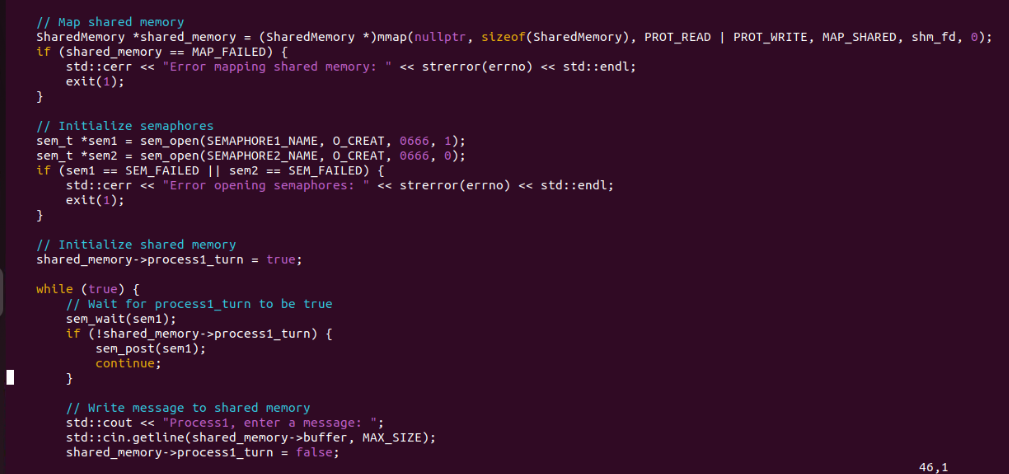 // Map shared memory
SharedMemory *shared_memory = (SharedMemory *)mmap(nullptr, sizeof(SharedMemory), PROT_READ | PROT_WRITE, MAP_SHARED, shm_fd, 0);
if (shared_memory == MAP_FAILED) {
    std::cerr << "Error mapping shared memory: " << strerror(errno) << std::endl;
    exit(1);
}

// Initialize semaphores
sem_t *sem1 = sem_open(SEMAPHORE1_NAME, O_CREAT, 0666, 1);
sem_t *sem2 = sem_open(SEMAPHORE2_NAME, O_CREAT, 0666, 0);
if (sem1 == SEM_FAILED || sem2 == SEM_FAILED) {
    std::cerr << "Error opening semaphores: " << strerror(errno) << std::endl;
    exit(1);
}

// Initialize shared memory
shared_memory->process1_turn = true;

while (true) {
    // Wait for process1_turn to be true
    sem_wait(sem1);
    if (!shared_memory->process1_turn) {
        sem_post(sem1);
        continue;
    }

    // Write message to shared memory
    std::cout << "Process1, enter a message: ";
    std::cin.getline(shared_memory->buffer, MAX_SIZE);
    shared_memory->process1_turn = false;
46,1